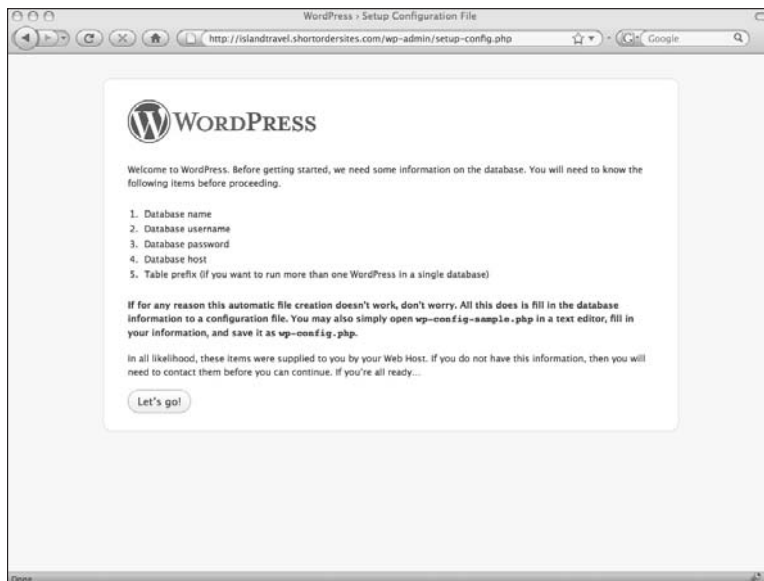 WordPress › Setup Configuration File
http://islandtravel.shortordersites.com/wp-admin/setup-config.php
Google
WORDPRESS
Welcome to WordPress. Before getting started, we need some information on the database. You will need to know the
following items before proceeding.
1. Database name
2. Database username
3. Database password
4. Database host
5. Table prefix (if you want to run more than one WordPress in a single database)
If for any reason this automatic file creation doesn't work, don't worry. All this does is fill in the database
information to a configuration file. You may also simply open wp-config-sample.php in a text editor, fill in
your information, and save it as wp-config.php.
In all likelihood, these items were supplied to you by your Web Host. If you do not have this information, then you will
need to contact them before you can continue. If you're all ready…
Let's go!
Done